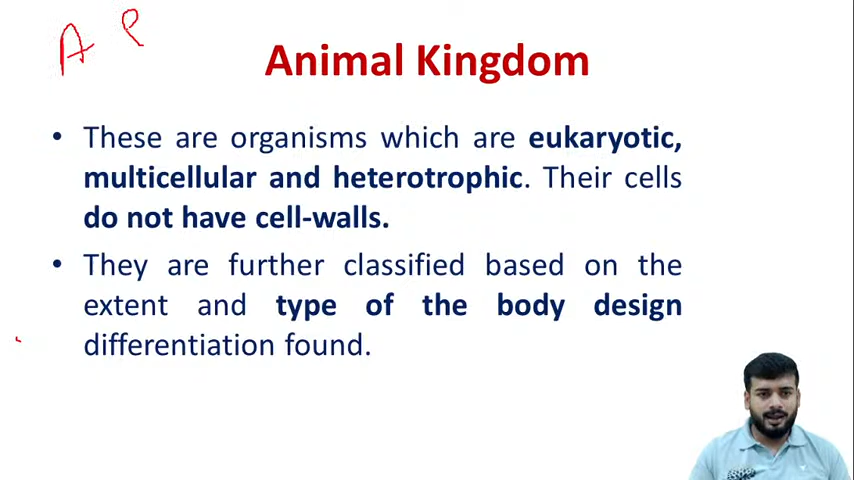 A P
Animal Kingdom
• These are organisms which are eukaryotic,
multicellular and heterotrophic. Their cells
do not have cell-walls.
• They are further classified based on the
extent and type of the body design
differentiation found.